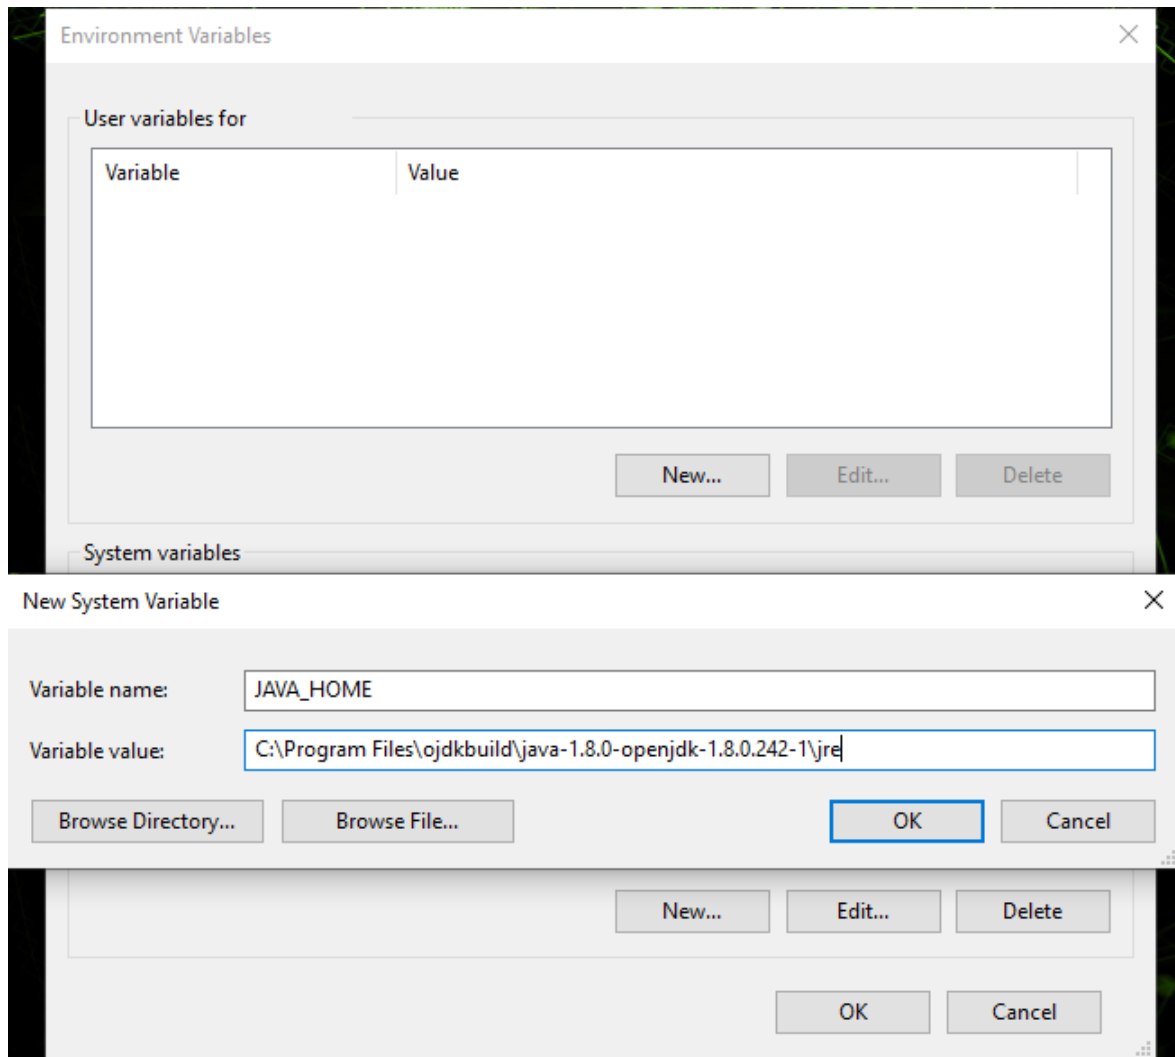 Environment Variables
User variables for
Variable Value
New... Edit... Delete
System variables
New System Variable
Variable name: JAVA_HOME
Variable value: C:\Program Files\ojdkbuild\java-1.8.0-openjdk-1.8.0.242-1\jre
Browse Directory... Browse File... OK Cancel
New... Edit... Delete
OK Cancel